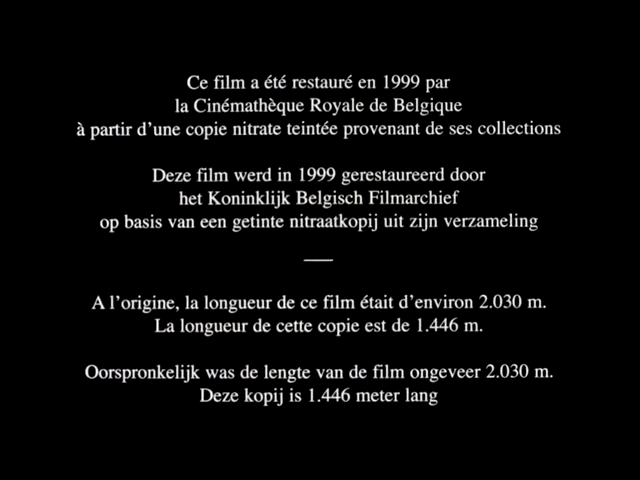 Ce film a été restauré en 1999 par
la Cinémathèque Royale de Belgique
à partir d'une copie nitrate teintée provenant de ses collections
Deze film werd in 1999 gerestaureerd door
het Koninklijk Belgisch Filmarchief
op basis van een getinte nitraatkopij uit zijn verzameling
A l'origine, la longueur de ce film était d'environ 2.030 m.
La longueur de cette copie est de 1.446 m.
Oorspronkelijk was de lengte van de film ongeveer 2.030 m.
Deze kopij is 1.446 meter lang